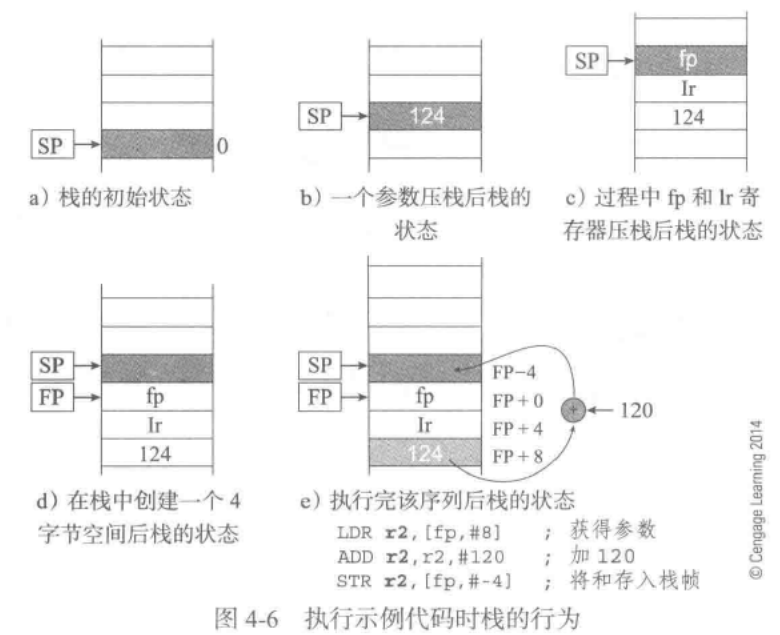 SP
0
a）栈的初始状态
SP
124
b）一个参数压栈后栈的
状态
SP
fp
lr
124
c）过程中 fp 和 lr 寄
存器压栈后栈的状态
SP
FP
fp
lr
124
d）在栈中创建一个 4
字节空间后栈的状态
SP
FP
fp
lr
124
FP−4
FP + 0
FP + 4
FP + 8
+
120
e）执行完该序列后栈的状态
LDR r2,[fp,#8] ; 获得参数
ADD r2,r2,#120 ; 加 120
STR r2,[fp,#-4] ; 将和存入栈帧
© Cengage Learning 2014
图 4-6 执行示例代码时栈的行为